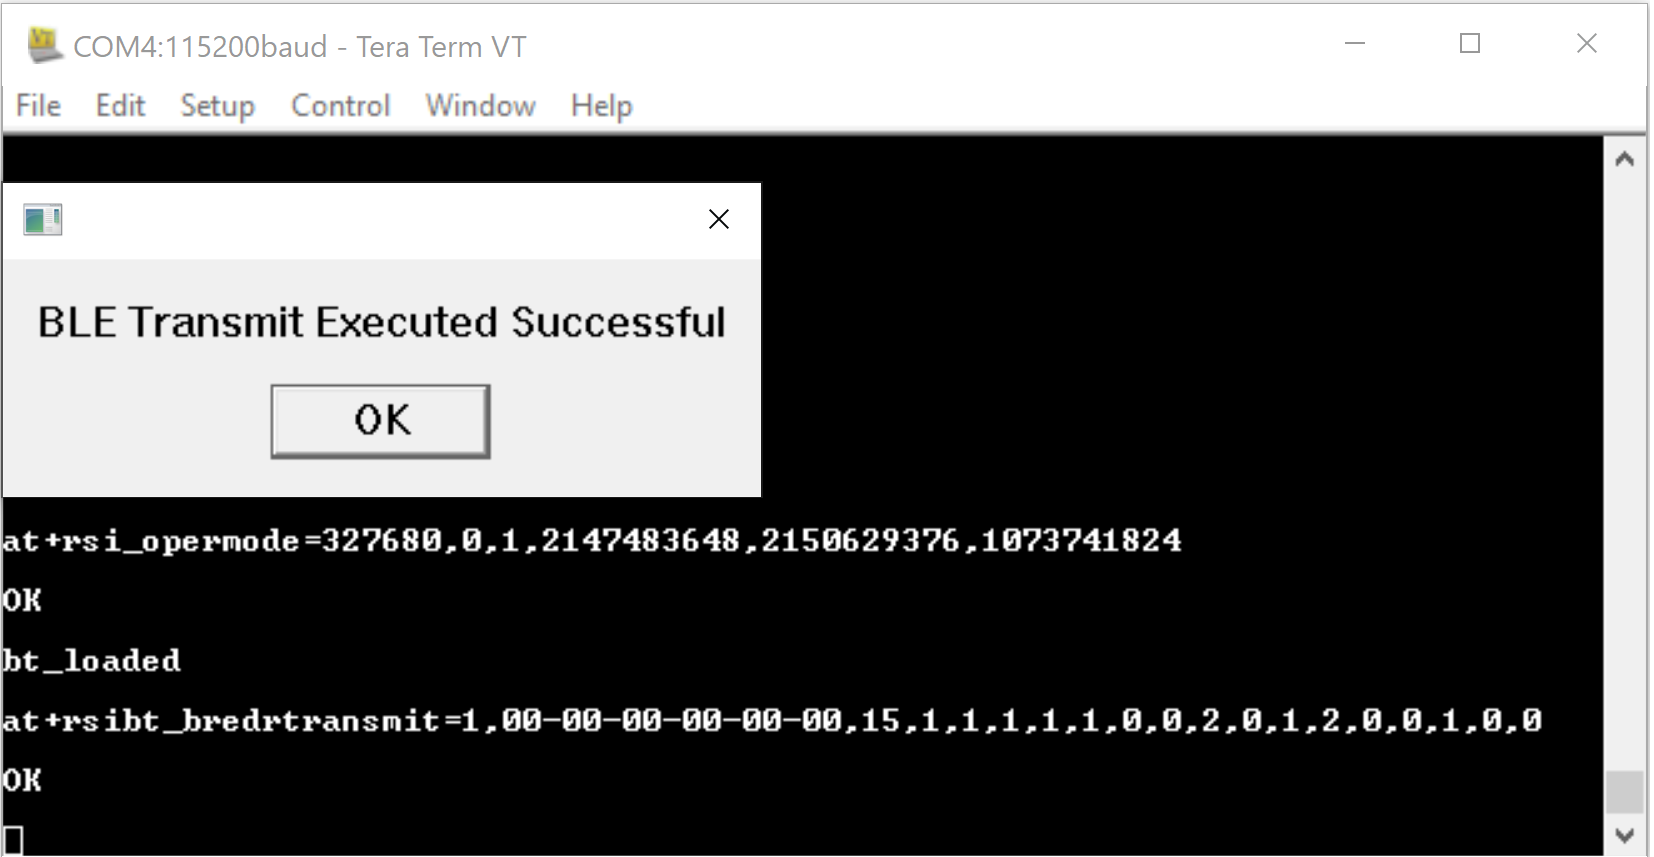 COM4:115200baud - Tera Term VT
File Edit Setup Control Window Help
BLE Transmit Executed Successful
OK
at+rsi_opermode=327680,0,1,2147483648,2150629376,1073741824
OK
bt_loaded
at+rsibt_bredrtransmit=1,00-00-00-00-00-00,15,1,1,1,1,1,0,0,2,0,1,2,0,0,1,0,0
OK